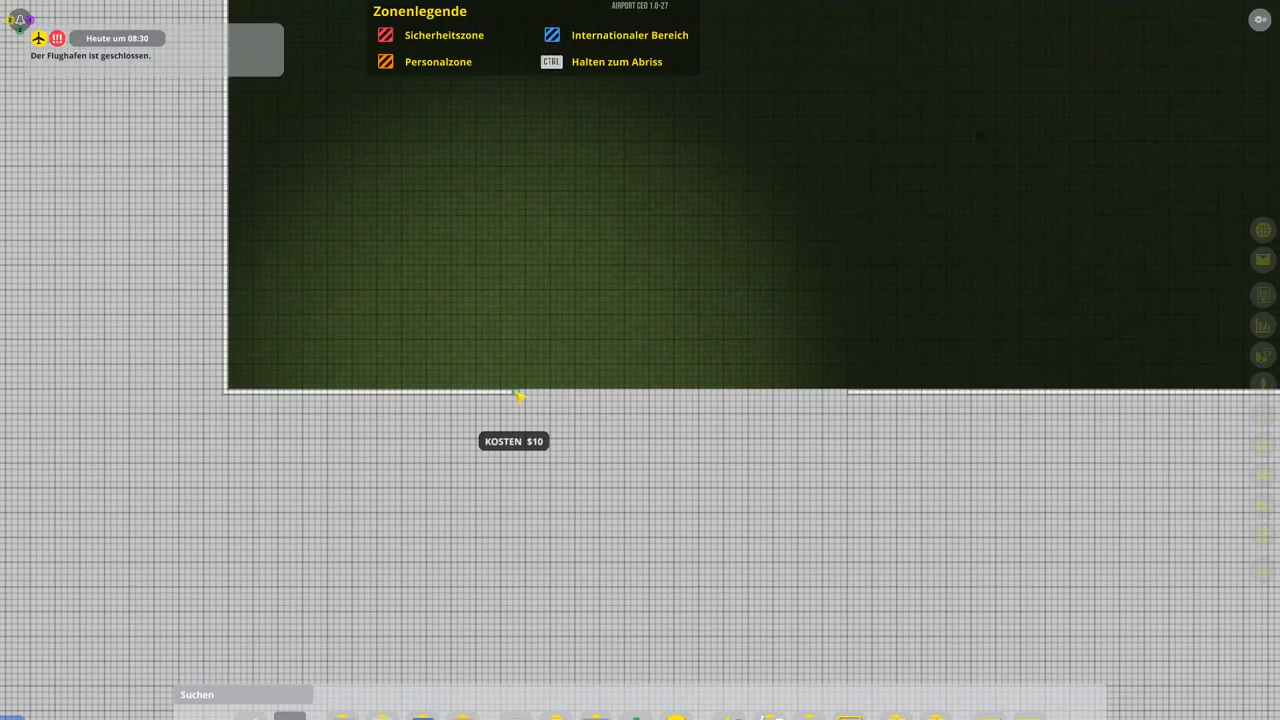 AIRPORT CEO 1.0-27
Zonenlegende
Sicherheitszone
Internationaler Bereich
Personalzone
CTRL
Halten zum Abriss
!!!
Heute um 08:30
Der Flughafen ist geschlossen.
KOSTEN $10
Suchen